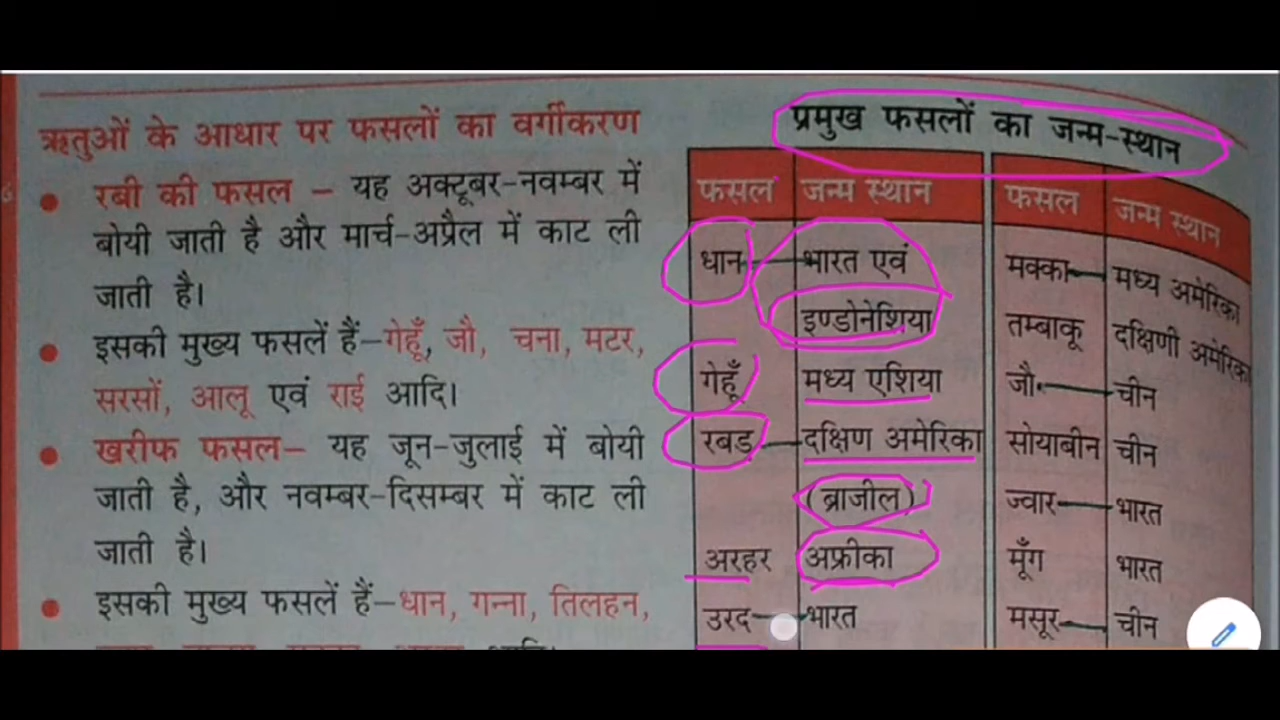 ऋतुओं के आधार पर फसलों का वर्गीकरण
रबी की फसल – यह अक्टूबर-नवम्बर में
बोयी जाती है और मार्च-अप्रैल में काट ली
जाती है।
इसकी मुख्य फसलें हैं–गेहूँ, जौ, चना, मटर,
सरसों, आलू एवं राई आदि।
खरीफ फसल– यह जून-जुलाई में बोयी
जाती है, और नवम्बर-दिसम्बर में काट ली
जाती है।
इसकी मुख्य फसलें हैं–धान, गन्ना, तिलहन,
प्रमुख फसलों का जन्म-स्थान
फसल जन्म स्थान फसल जन्म स्थान
धान भारत एवं मक्का मध्य अमेरिका
इण्डोनेशिया तम्बाकू दक्षिणी अमेरिका
गेहूँ मध्य एशिया जौ चीन
रबड़ दक्षिण अमेरिका सोयाबीन चीन
(ब्राजील) ज्वार भारत
अरहर अफ्रीका मूँग भारत
उरद भारत मसूर चीन